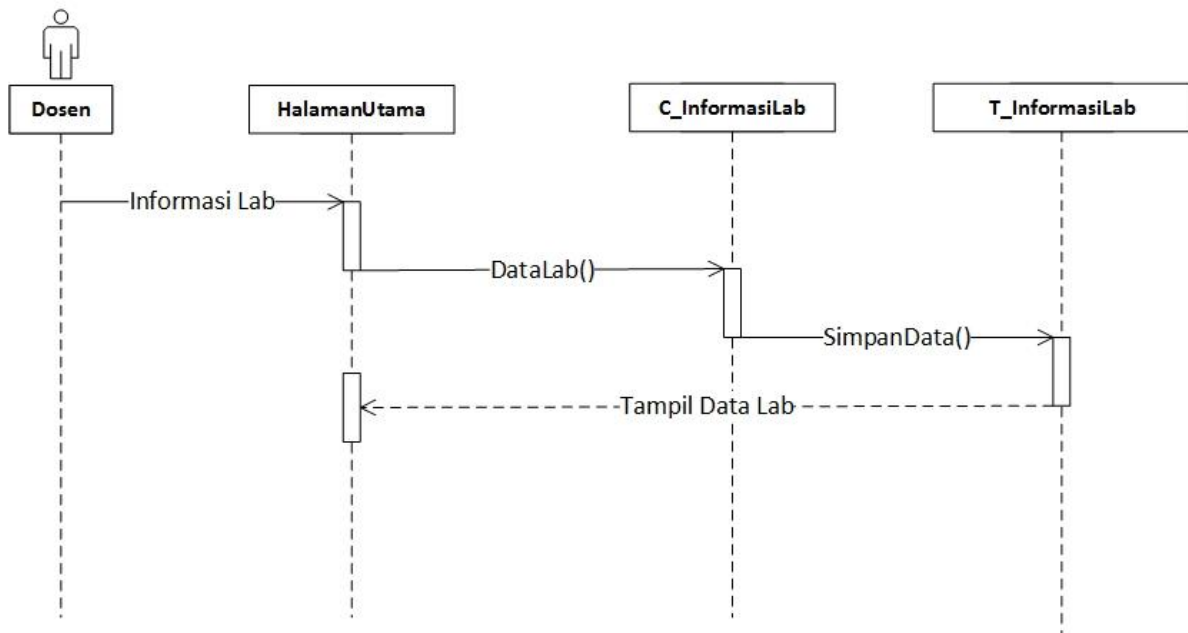 Dosen
HalamanUtama
C_InformasiLab
T_InformasiLab
Informasi Lab
DataLab()
SimpanData()
Tampil Data Lab